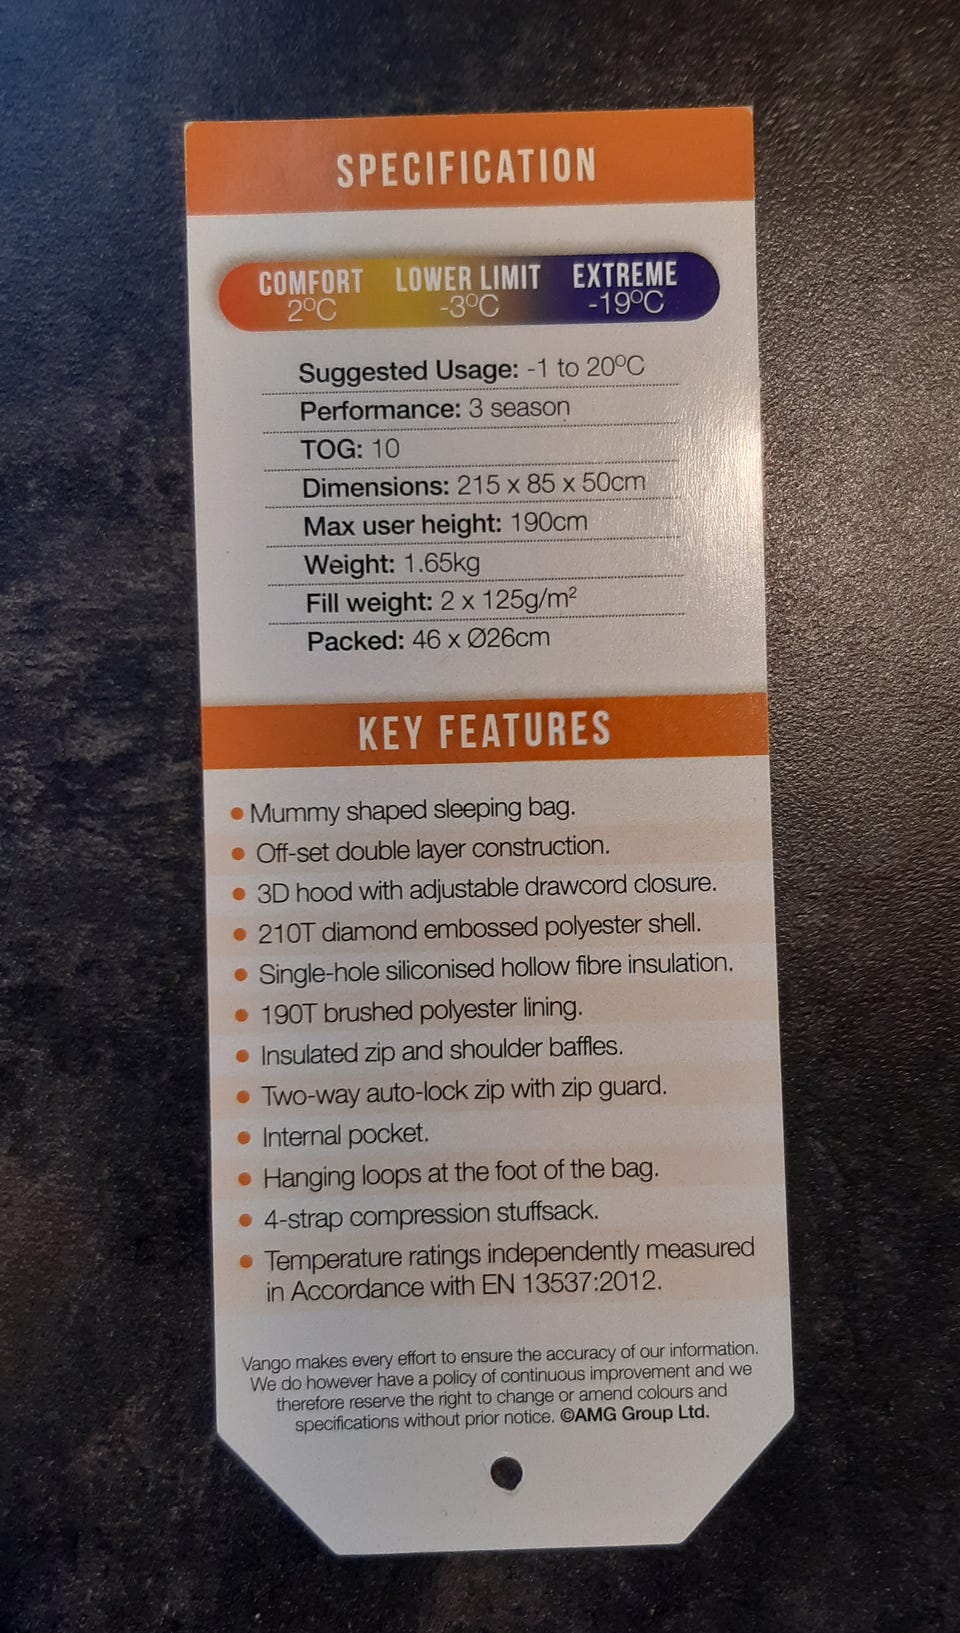 SPECIFICATION
COMFORT LOWER LIMIT EXTREME
2ºC -3ºC -19ºC
Suggested Usage: -1 to 20ºC
Performance: 3 season
TOG: 10
Dimensions: 215 x 85 x 50cm
Max user height: 190cm
Weight: 1.65kg
Fill weight: 2 x 125g/m²
Packed: 46 x Ø26cm
KEY FEATURES
• Mummy shaped sleeping bag.
• Off-set double layer construction.
• 3D hood with adjustable drawcord closure.
• 210T diamond embossed polyester shell.
• Single-hole siliconised hollow fibre insulation.
• 190T brushed polyester lining.
• Insulated zip and shoulder baffles.
• Two-way auto-lock zip with zip guard.
• Internal pocket.
• Hanging loops at the foot of the bag.
• 4-strap compression stuffsack.
• Temperature ratings independently measured
in Accordance with EN 13537:2012.
Vango makes every effort to ensure the accuracy of our information.
We do however have a policy of continuous improvement and we
therefore reserve the right to change or amend colours and
specifications without prior notice. ©AMG Group Ltd.